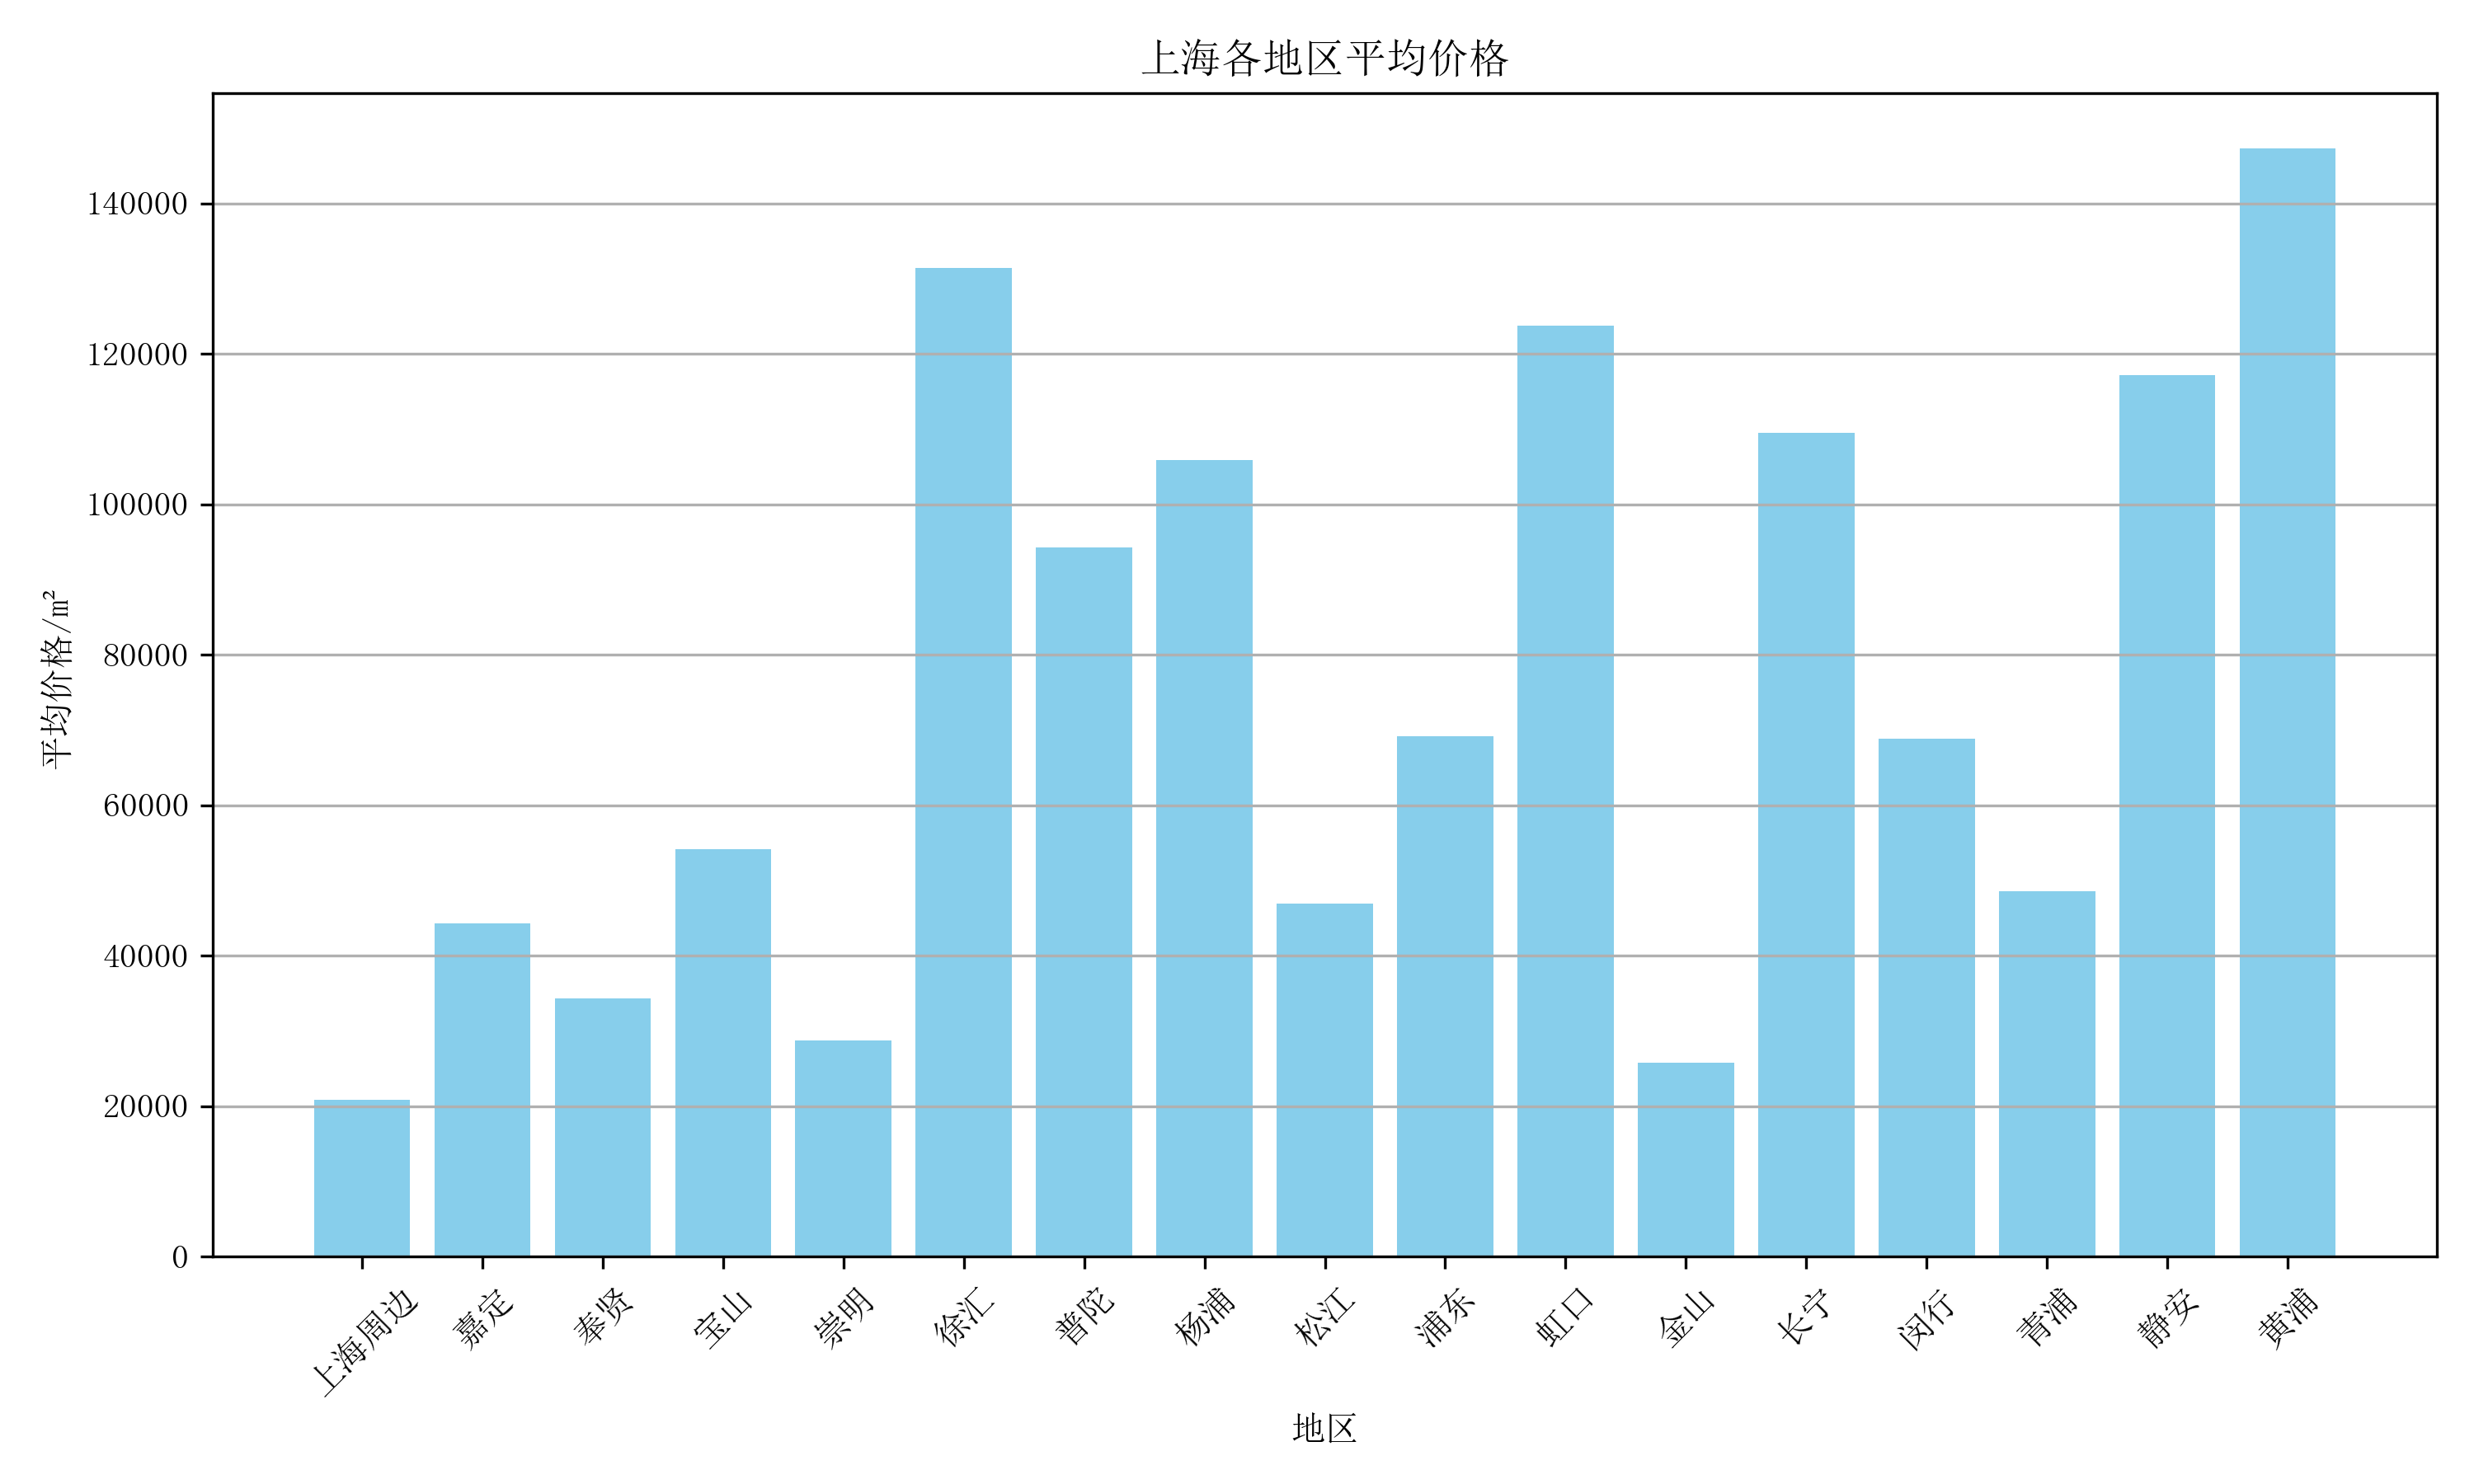 上海各地区平均价格
平均价格/m²
140000
120000
100000
80000
60000
40000
20000
0
上海周边
嘉定
奉贤
宝山
崇明
徐汇
普陀
杨浦
松江
浦东
虹口
金山
长宁
闵行
青浦
静安
黄浦
地区